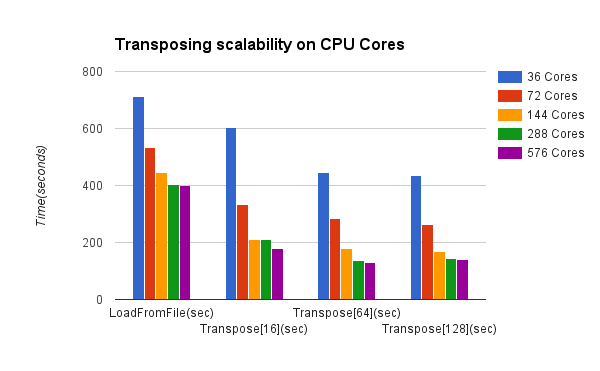 Transposing scalability on CPU Cores
800
600
400
200
0
Time(seconds)
LoadFromFile(sec)
Transpose[16](sec)
Transpose[64](sec)
Transpose[128](sec)
36 Cores
72 Cores
144 Cores
288 Cores
576 Cores